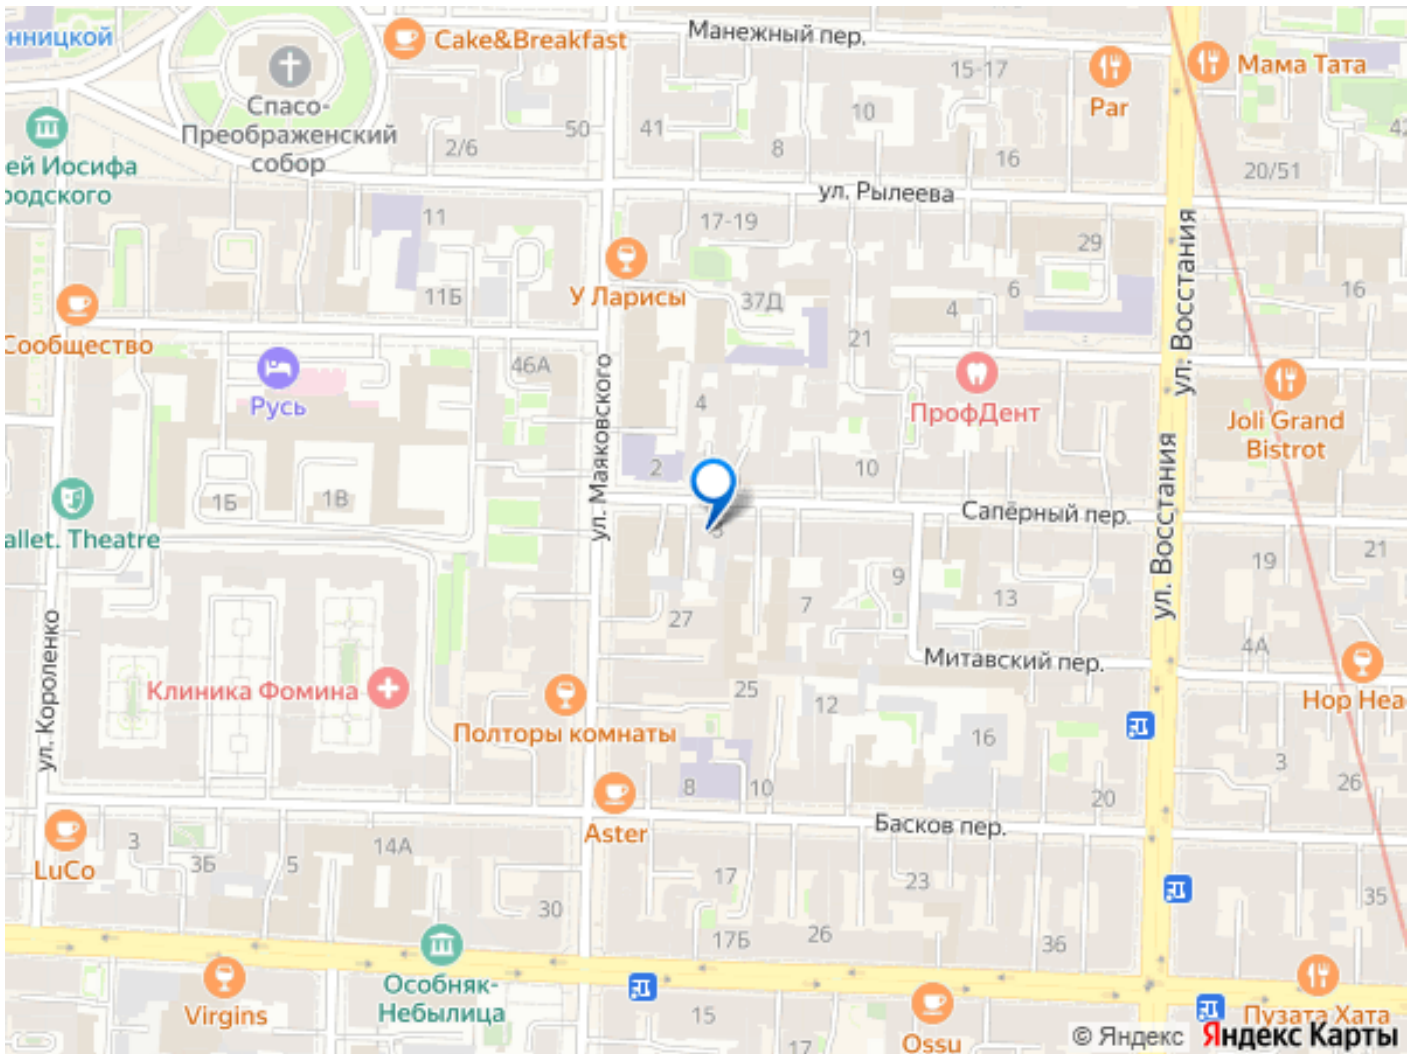 нницкой
Cake&Breakfast
Манежный пер.
Мама Тата
15-17
Par
Спасо-
Преображенский
собор
10
50
41
42
2/6
8
16
20/51
ей Иосифа
родского
ул. Рылеева
11
17-19
29
ул. Восстания
У Ларисы
11Б
37Д
6
4
16
21
Сообщество
46А
Русь
ул. Маяковского
4
ПрофДент
Joli Grand
Bistrot
2
10
1Б
1В
Сапёрный пер.
ул. Восстания
allet. Theatre
19
21
9
7
13
27
ул. Короленко
Митавский пер.
4А
Клиника Фомина
25
12
Hop Hea
Полторы комнаты
16
3
26
8
10
20
Aster
Басков пер.
LuCo
3
3Б
5
14А
17
23
35
30
17Б
26
36
Особняк-
Небылица
Virgins
15
17
Ossu
Пузата Хата
© Яндекс
Яндекс Карты